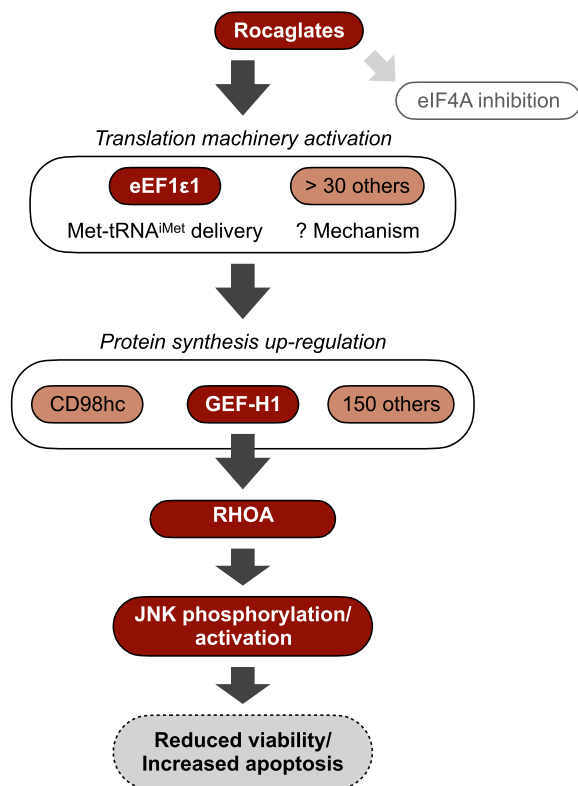 Rocaglates
eIF4A inhibition
Translation machinery activation
eEF1ε1
> 30 others
Met-tRNAiMet delivery
? Mechanism
Protein synthesis up-regulation
CD98hc
GEF-H1
150 others
RHOA
JNK phosphorylation/
activation
Reduced viability/
Increased apoptosis